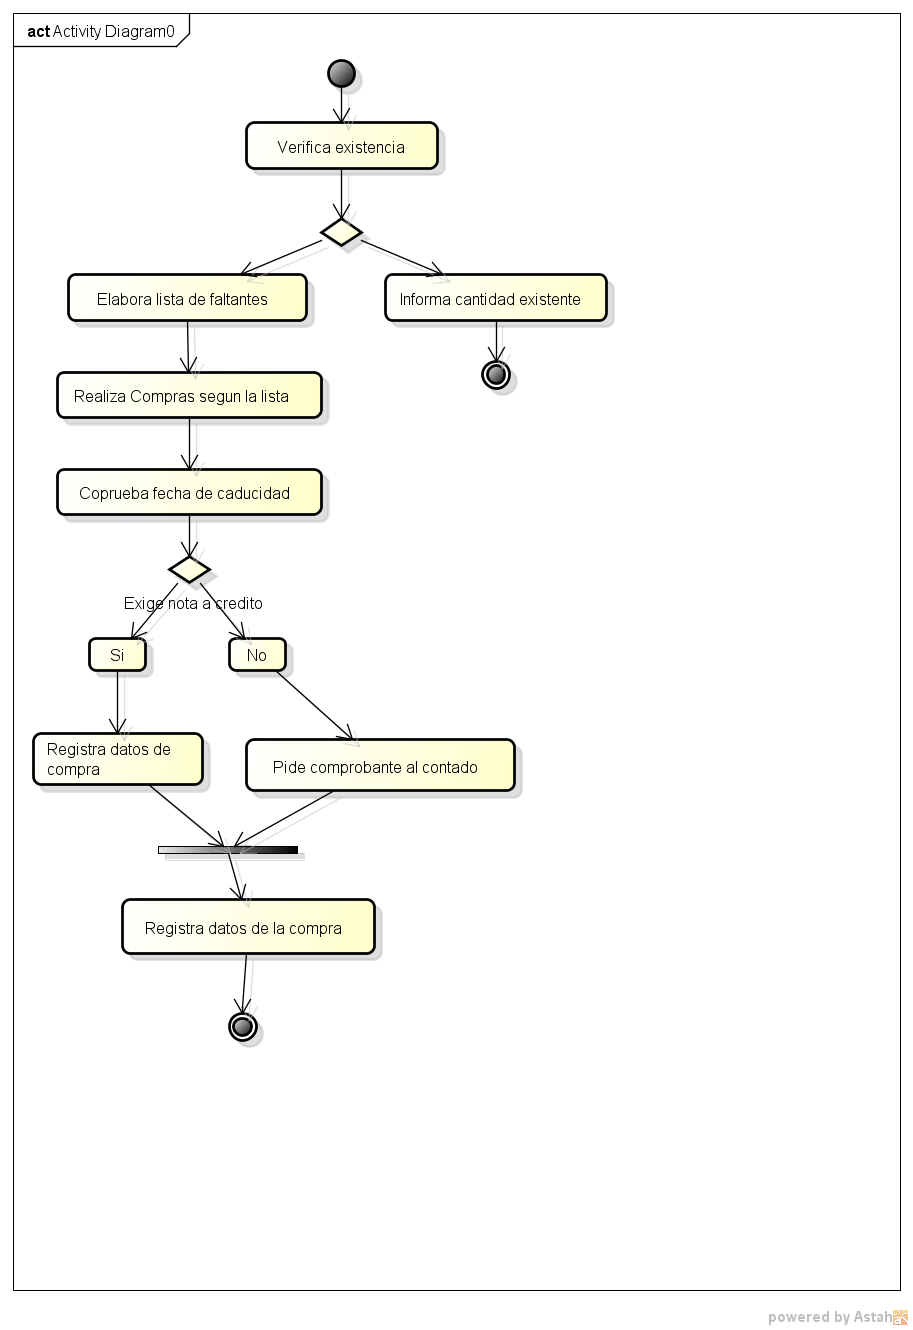 act Activity Diagram0
Verifica existencia
Elabora lista de faltantes
Informa cantidad existente
Realiza Compras segun la lista
Coprueba fecha de caducidad
Exige nota a credito
Si
No
Registra datos de
compra
Pide comprobante al contado
Registra datos de la compra
powered by Astah